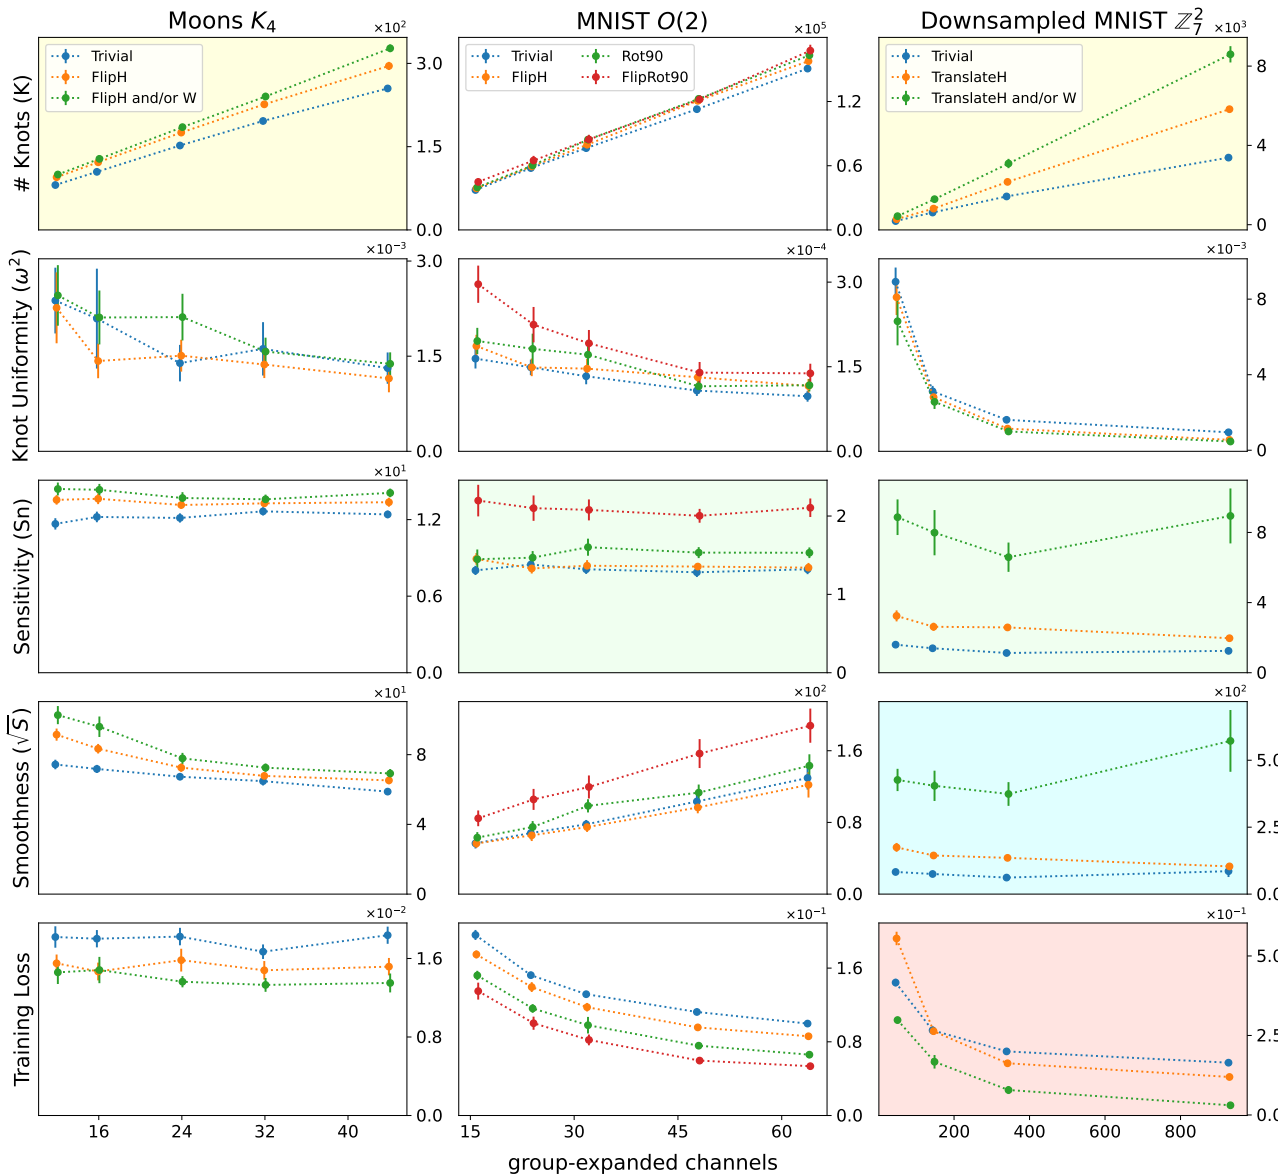 Moons K₄
MNIST O(2)
Downsampled MNIST ℤ₇²
×10²
×10⁵
×10³
# Knots (K)
Trivial
FlipH
FlipH and/or W
3.0
1.5
0.0
Trivial
FlipH
Rot90
FlipRot90
1.2
0.6
0.0
Trivial
TranslateH
TranslateH and/or W
8
4
0
Knot Uniformity (ω²)
×10⁻³
3.0
1.5
0.0
×10⁻⁴
3.0
1.5
0.0
×10⁻³
8
4
0
Sensitivity (Sn)
×10¹
1.2
0.6
0.0
2
1
0
8
4
0
Smoothness (√S)
×10¹
8
4
0
×10²
1.6
0.8
0.0
×10²
5.0
2.5
0.0
Training Loss
×10⁻²
1.6
0.8
0.0
×10⁻¹
1.6
0.8
0.0
×10⁻¹
5.0
2.5
0.0
16 24 32 40
15 30 45 60
200 400 600 800
group-expanded channels